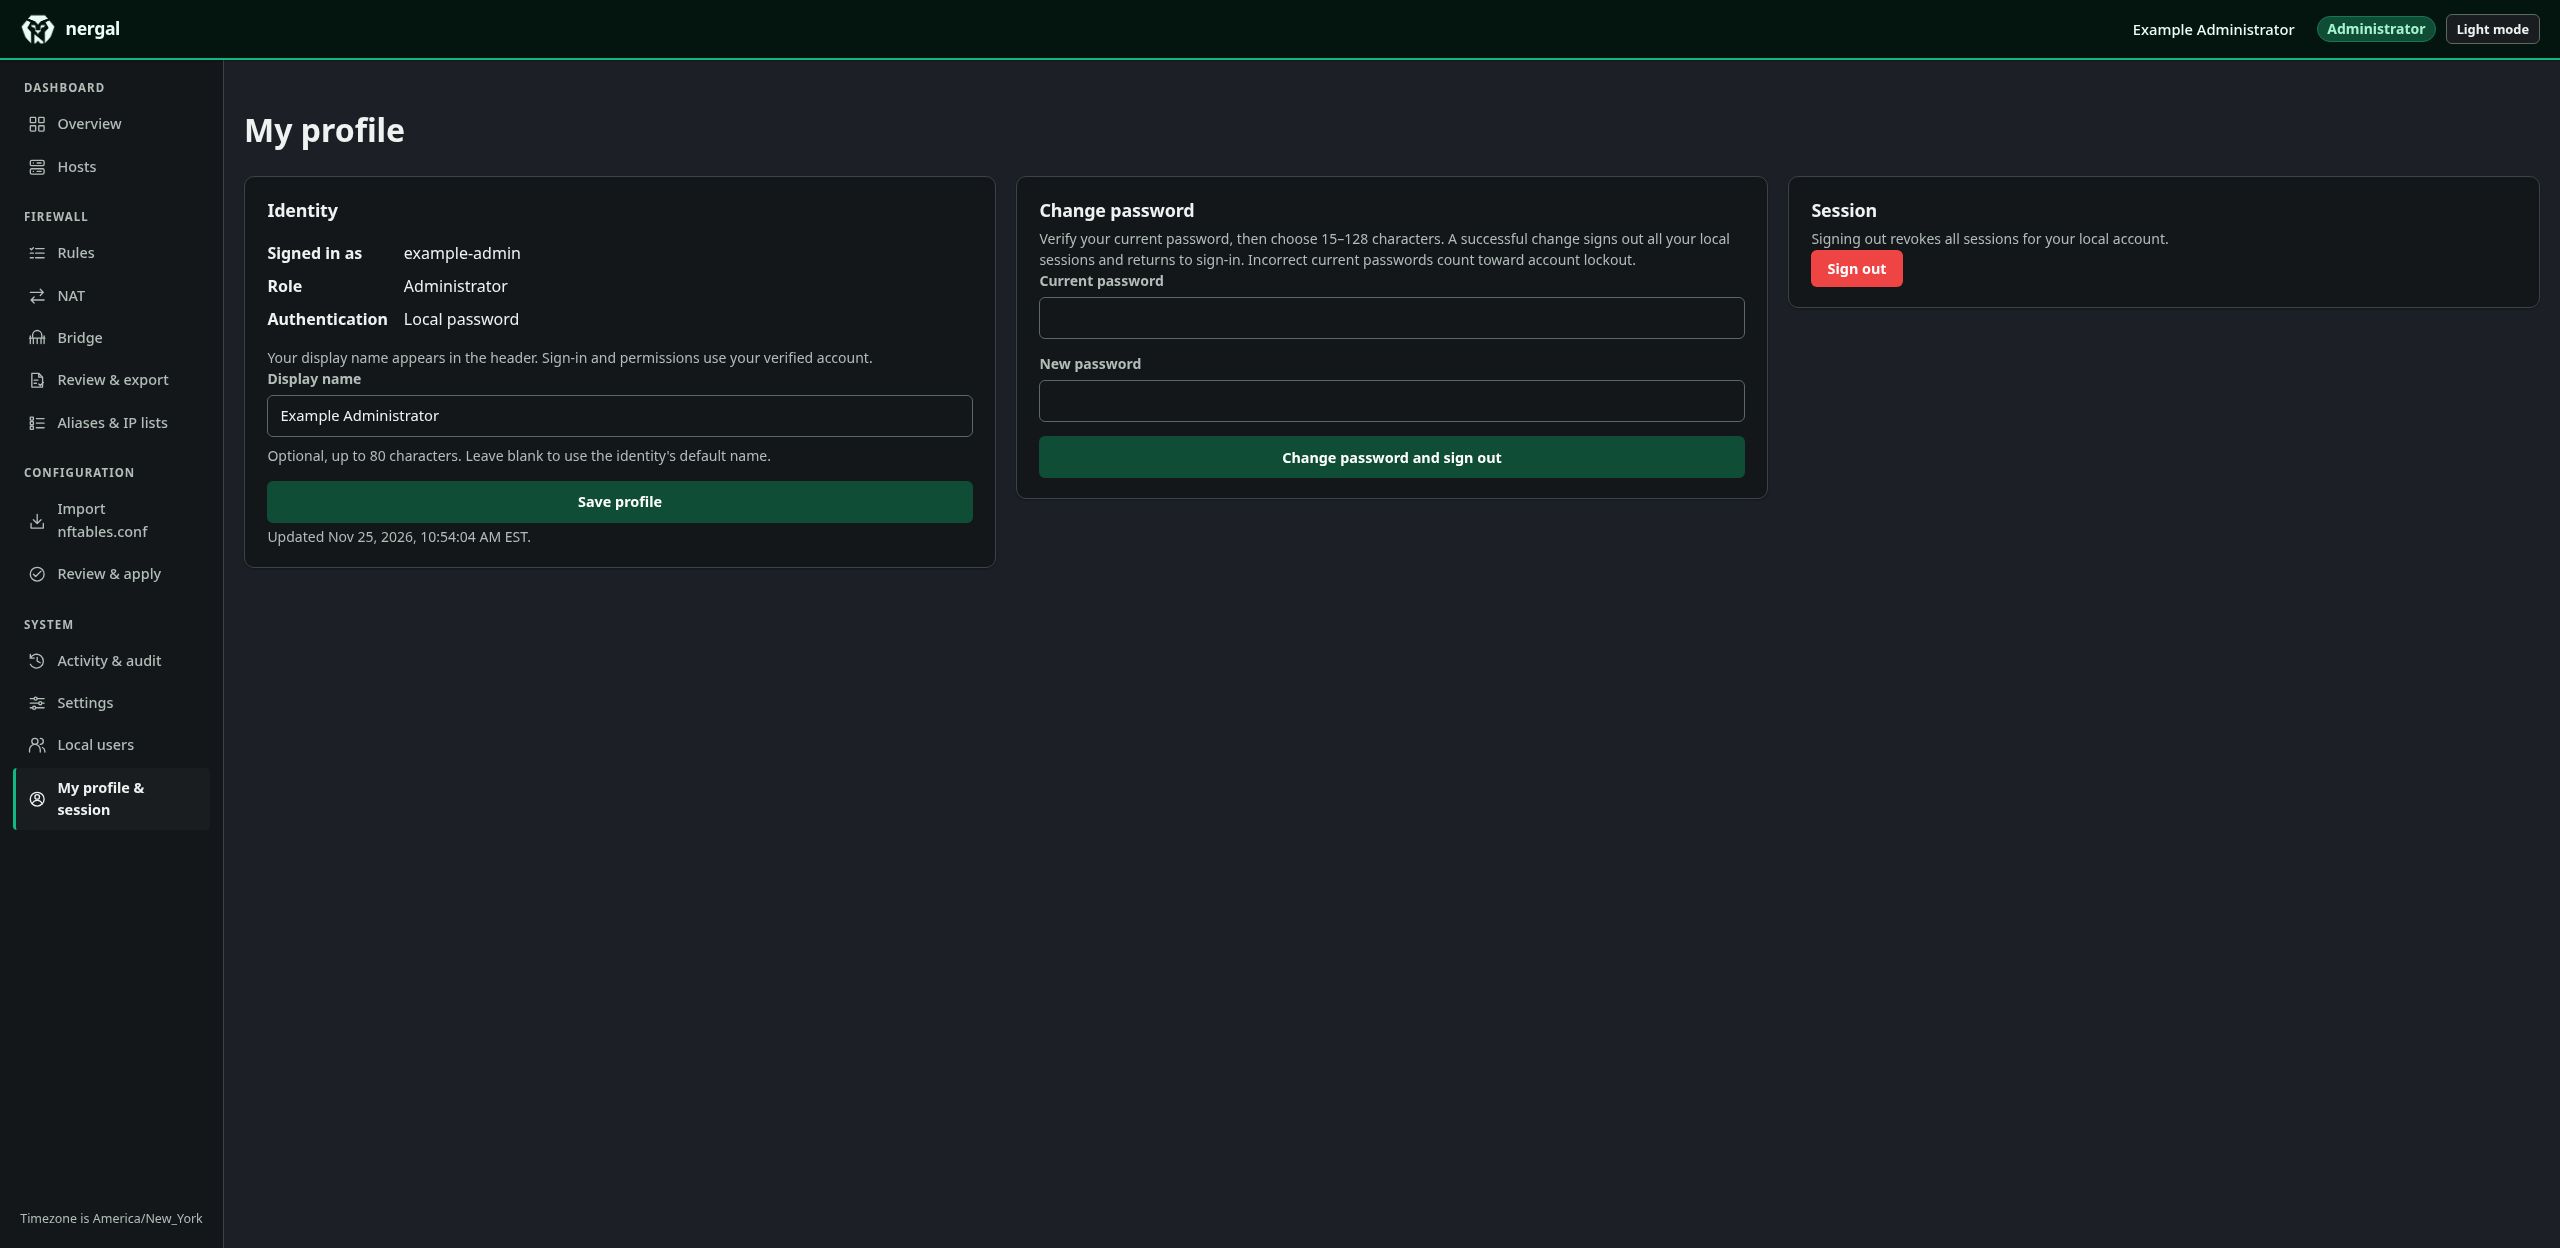 nergal
Example Administrator
Administrator
Light mode
DASHBOARD
Overview
Hosts
FIREWALL
Rules
NAT
Bridge
Review & export
Aliases & IP lists
CONFIGURATION
Import
nftables.conf
Review & apply
SYSTEM
Activity & audit
Settings
Local users
My profile &
session
Timezone is America/New_York
My profile
Identity
Signed in as example-admin
Role Administrator
Authentication Local password
Your display name appears in the header. Sign-in and permissions use your verified account.
Display name
Example Administrator
Optional, up to 80 characters. Leave blank to use the identity's default name.
Save profile
Updated Nov 25, 2026, 10:54:04 AM EST.
Change password
Verify your current password, then choose 15–128 characters. A successful change signs out all your local
sessions and returns to sign-in. Incorrect current passwords count toward account lockout.
Current password
New password
Change password and sign out
Session
Signing out revokes all sessions for your local account.
Sign out